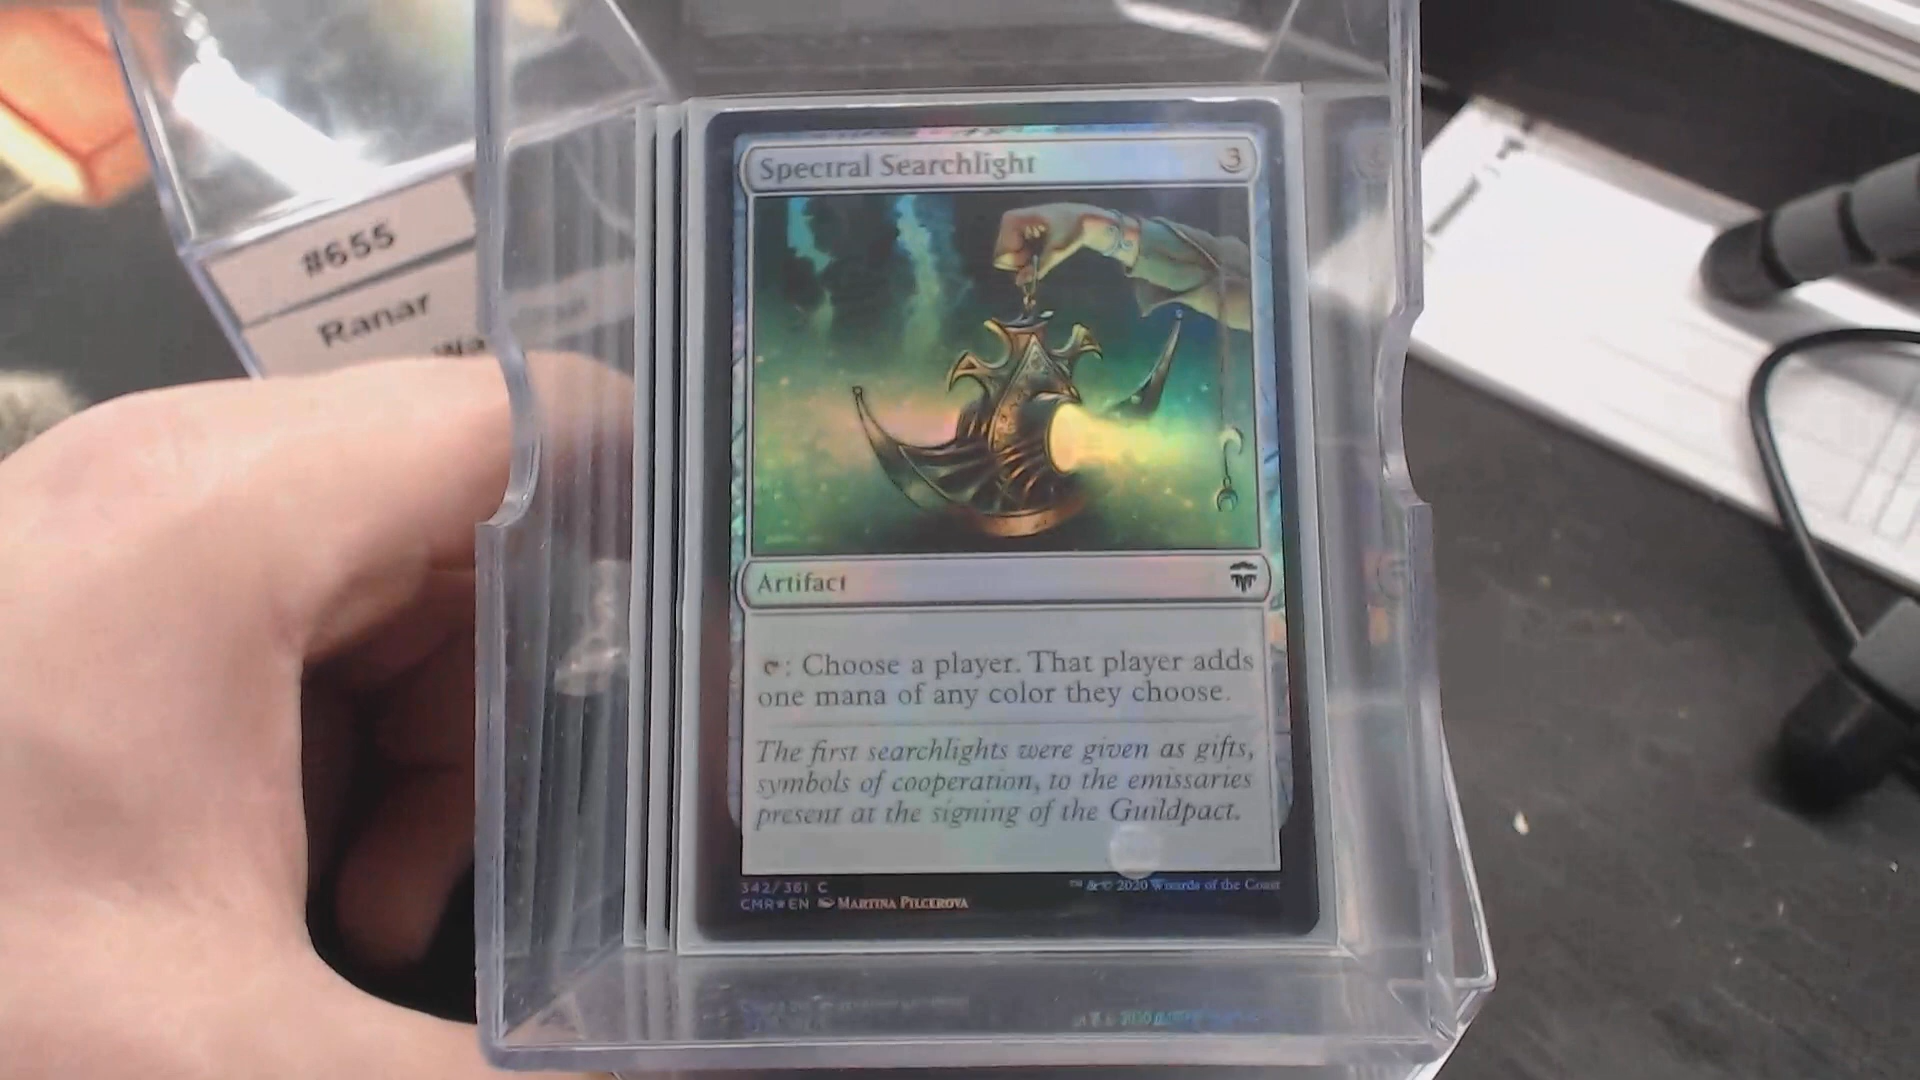 #655
Ranar
Spectral Searchlight 3
Artifact
: Choose a player. That player adds
one mana of any color they choose.
The first searchlights were given as gifts,
symbols of cooperation, to the emissaries
present at the signing of the Guildpact.
342/361 C
™ & © 2020 Wizards of the Coast
CMR★EN Martina Pilcerova